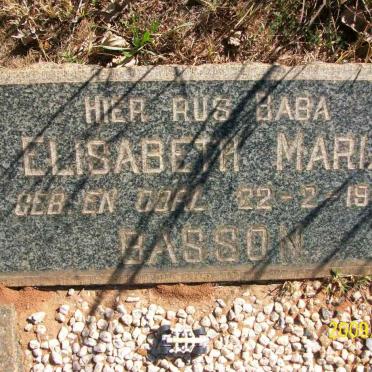 HIER RUS BABA
ELISABETH MARI
GEB EN OORL 22-2-19
BASSON
2009